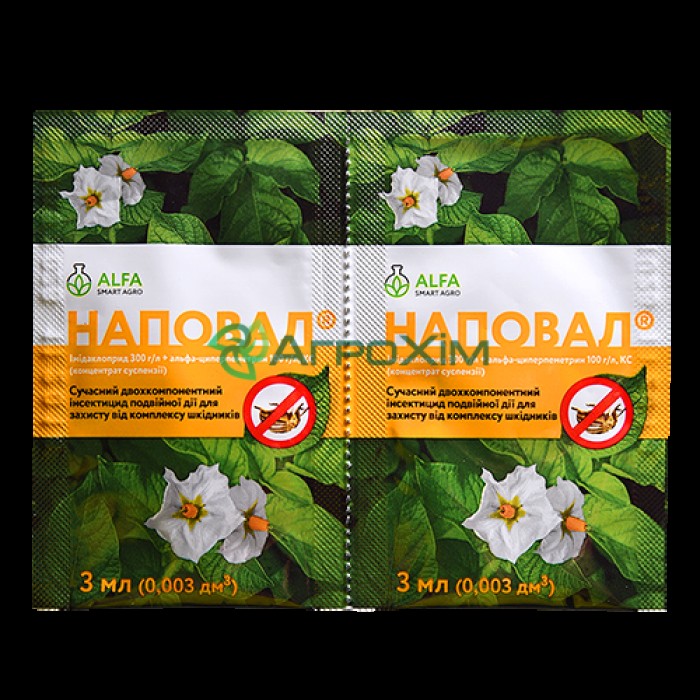 ALFA
SMART AGRO
НАПОВАЛ®
Імідаклоприд 300 г/л + альфа-циперметрин КС
(концентрат суспензії)
Сучасний двохкомпонентний
інсектицид подвійної дії для
захисту від комплексу шкідників
3 мл (0,003 дм³)
ALFA
SMART AGRO
НАПОВАЛ®
альфа-циперпеметрин 100 г/л, КС
(концентрат суспензії)
Сучасний двохкомпонентний
інсектицид подвійної дії для
захисту від комплексу шкідників
3 мл (0,003 дм³)
АГРОХІМ